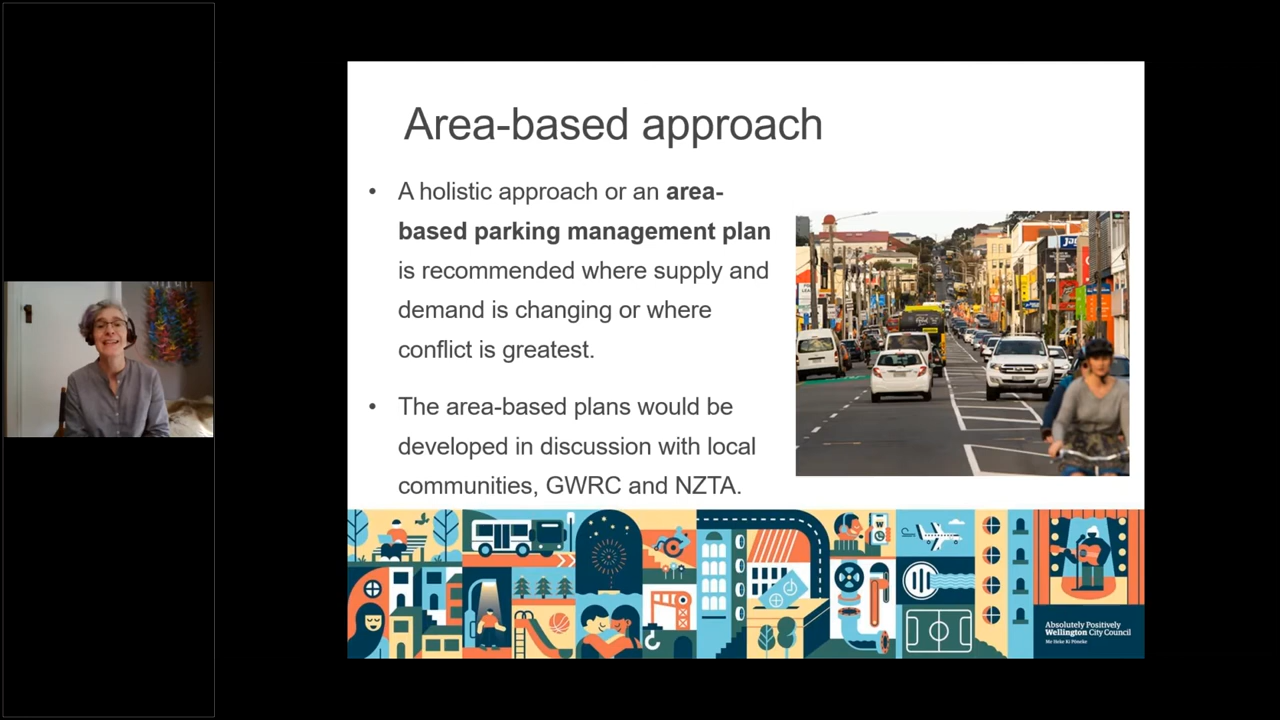 Area-based approach
• A holistic approach or an area-
based parking management plan
is recommended where supply and
demand is changing or where
conflict is greatest.
• The area-based plans would be
developed in discussion with local
communities, GWRC and NZTA.
W
Absolutely Positively
Wellington City Council
Me Heke Ki Pōneke